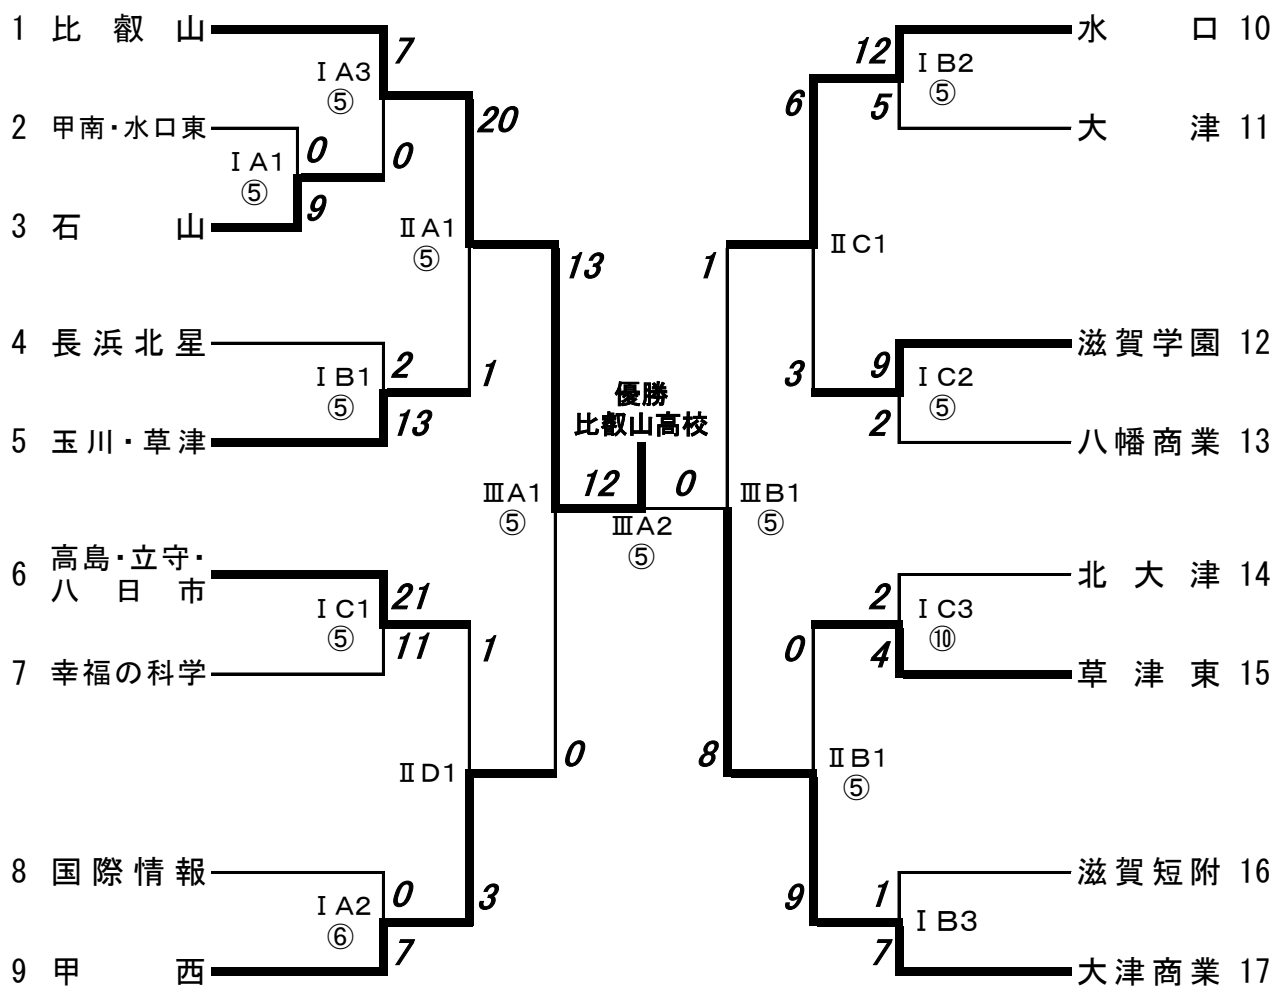 1 比叡山
7
ⅠA3
⑤
2 甲南・水口東
0
ⅠA1
⑤
0
9
3 石山
20
ⅡA1
⑤
13
4 長浜北星
2
ⅠB1
⑤
1
13
5 玉川・草津
ⅢA1
⑤
6 高島・立守・
八日市
21
ⅠC1
⑤
11
1
7 幸福の科学
ⅡD1
0
8 国際情報
0
ⅠA2
⑥
3
7
9 甲西
優勝
比叡山高校
12
0
ⅢA2
⑤
水口 10
12
ⅠB2
⑤
6
5
大津 11
ⅡC1
1
滋賀学園 12
9
ⅠC2
⑤
3
2
八幡商業 13
ⅢB1
⑤
北大津 14
2
ⅠC3
⑩
0
4
草津東 15
8
ⅡB1
⑤
滋賀短附 16
1
9
ⅠB3
7
大津商業 17